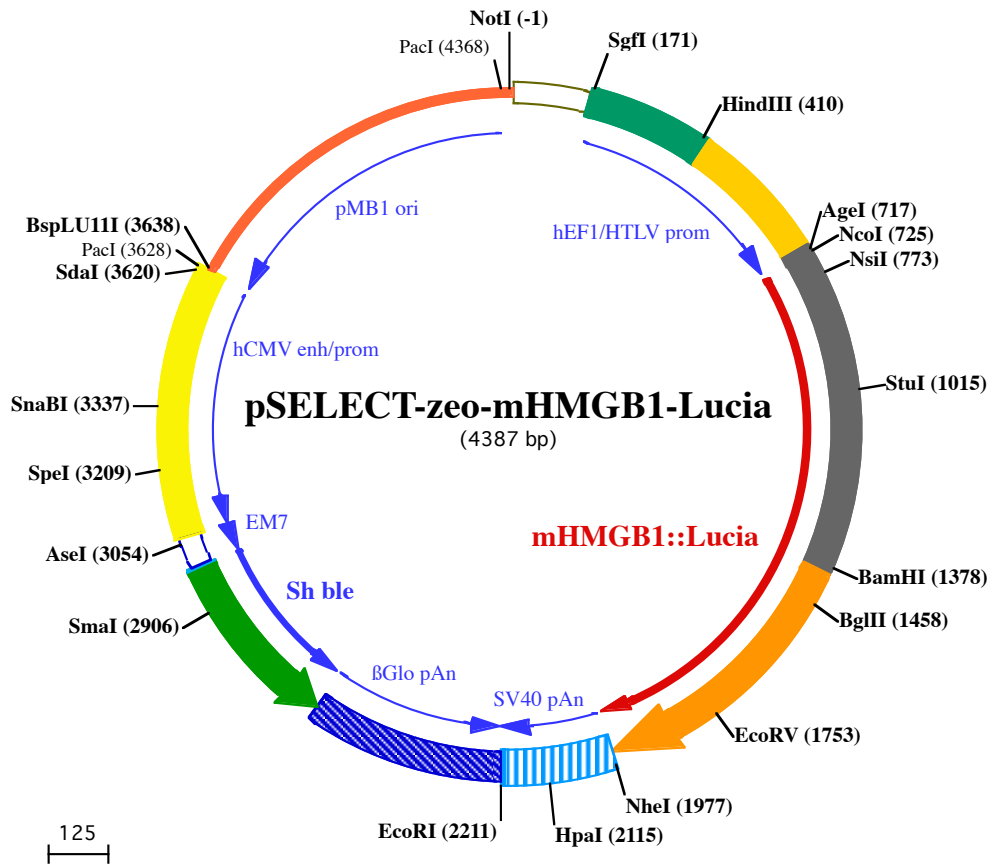 NotI (-1)
PacI (4368)
SgfI (171)
HindIII (410)
pMB1 ori
hEF1/HTLV prom
AgeI (717)
NcoI (725)
NsiI (773)
BspLU11I (3638)
PacI (3628)
SdaI (3620)
hCMV enh/prom
StuI (1015)
SnaBI (3337)
pSELECT-zeo-mHMGB1-Lucia
(4387 bp)
SpeI (3209)
EM7
mHMGB1::Lucia
AseI (3054)
BamHI (1378)
Sh ble
BglII (1458)
SmaI (2906)
ßGlo pAn
SV40 pAn
EcoRV (1753)
NheI (1977)
EcoRI (2211)
HpaI (2115)
125